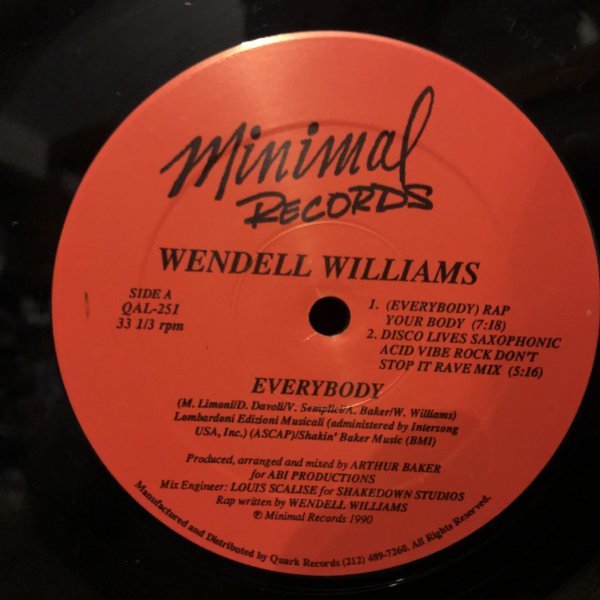 Minimal
RECORDS
WENDELL WILLIAMS
SIDE A
QAL-251
33 1/3 rpm
1. (EVERYBODY) RAP
YOUR BODY (7:18)
2. DISCO LIVES SAXOPHONIC
ACID VIBE ROCK DON'T
STOP IT RAVE MIX (5:16)
EVERYBODY
(M. Limoni/D. Davoli/V. Semplici/A. Baker/W. Williams)
Lombardoni Edizioni Musicali (administered by Intersong
USA, Inc.) (ASCAP)/Shakin' Baker Music (BMI)
Produced, arranged and mixed by ARTHUR BAKER
for ABI PRODUCTIONS
Mix Engineer: LOUIS SCALISE for SHAKEDOWN STUDIOS
Rap written by WENDELL WILLIAMS
℗ Minimal Records 1990
Manufactured and Distributed by Quark Records (212) 489-7260. All Rights Reserved.